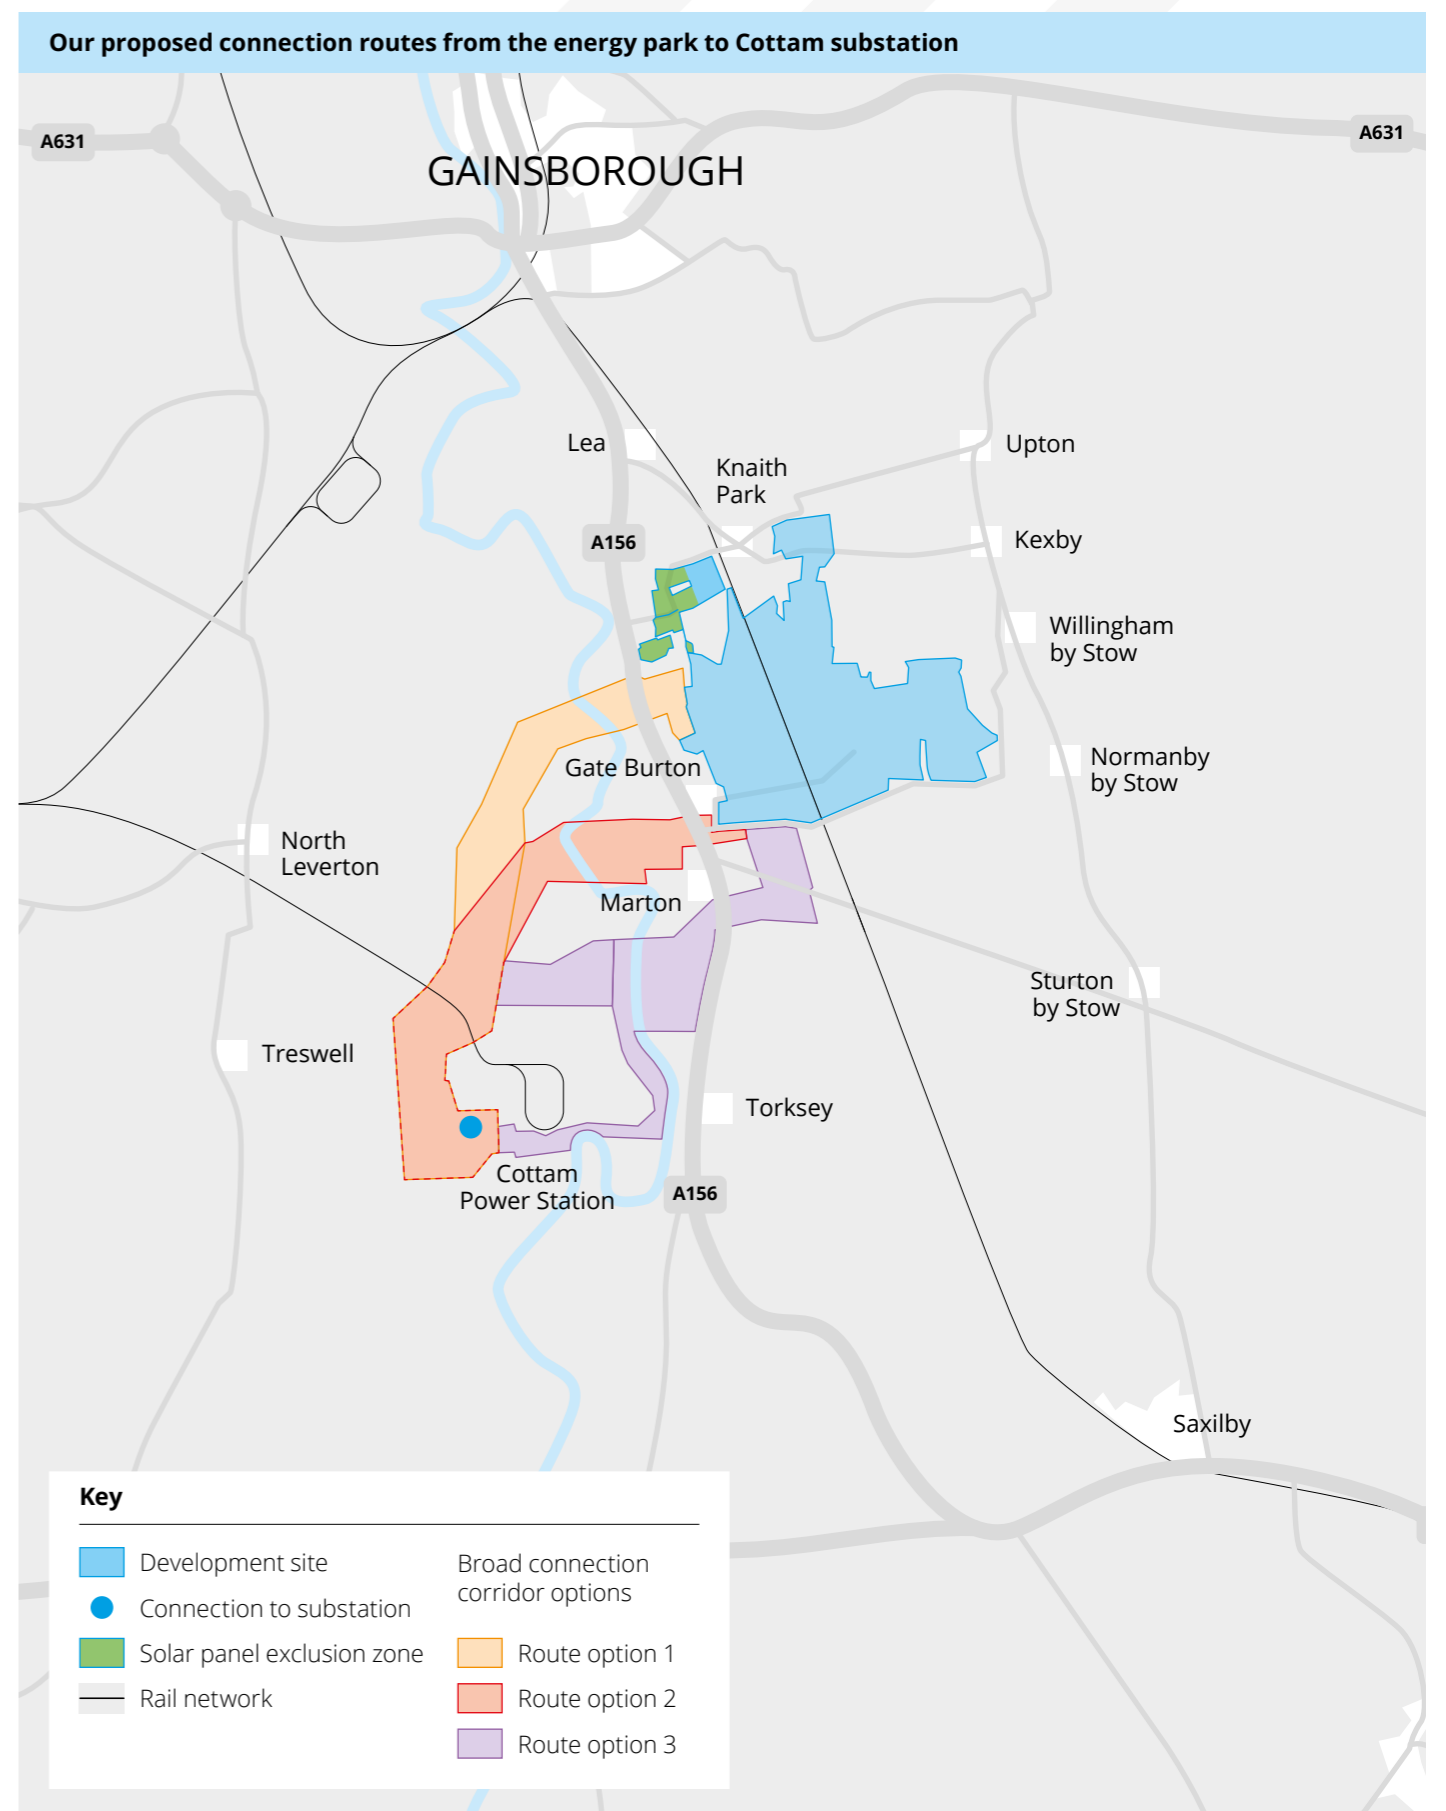 Our proposed connection routes from the energy park to Cottam substation
A631
A631
GAINSBOROUGH
Lea
Upton
Knaith
Park
A156
Kexby
Willingham
by Stow
Gate Burton
Normanby
by Stow
North
Leverton
Marton
Sturton
by Stow
Treswell
Torksey
Cottam
Power Station
A156
Saxilby
Key
Development site
Connection to substation
Solar panel exclusion zone
Rail network
Broad connection
corridor options
Route option 1
Route option 2
Route option 3